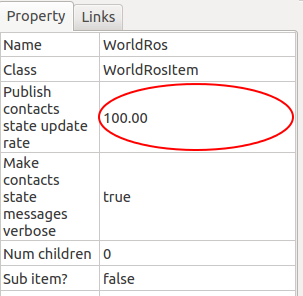 Property Links
Name WorldRos
Class WorldRosItem
Publish
contacts
state update
rate
100.00
Make
contacts
state
messages
verbose
true
Num children 0
Sub item? false